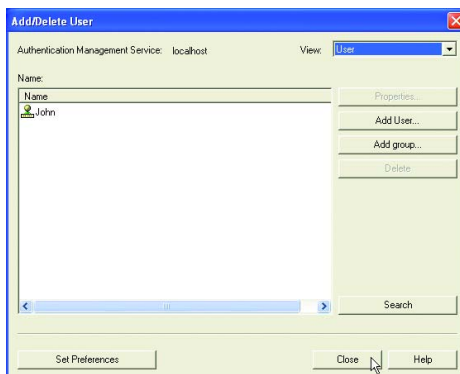 Add/Delete User
Authentication Management Service: localhost View: User
Name:
Name
John
Properties...
Add User...
Add group...
Delete
Search
Set Preferences Close Help